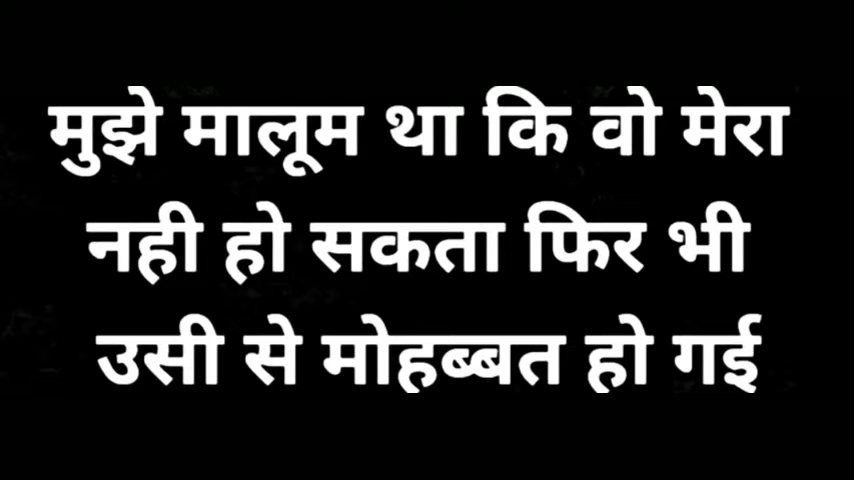 मुझे मालूम था कि वो मेरा
नही हो सकता फिर भी
उसी से मोहब्बत हो गई